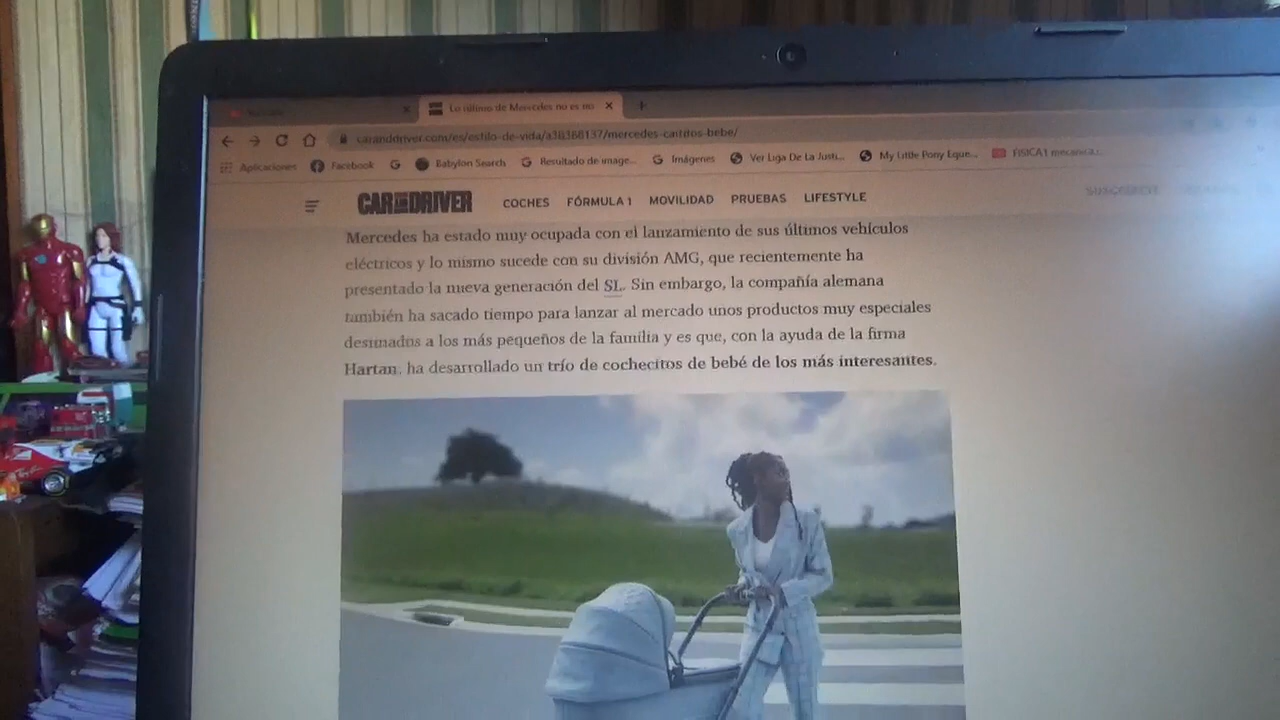 Lo último de Mercedes no es
caranddriver.com/es/estilo-de-vida/a38368137/mercedes-carritos-bebe/
Aplicaciones Facebook Babylon Search Resultado de image... Imágenes Ver Liga De La Justi... My Little Pony Eque... FISICA1
CAR AND DRIVER COCHES FÓRMULA 1 MOVILIDAD PRUEBAS LIFESTYLE SUSCRÍBETE
Mercedes ha estado muy ocupada con el lanzamiento de sus últimos vehículos
eléctricos y lo mismo sucede con su división AMG, que recientemente ha
presentado la nueva generación del SL. Sin embargo, la compañía alemana
también ha sacado tiempo para lanzar al mercado unos productos muy especiales
destinados a los más pequeños de la familia y es que, con la ayuda de la firma
Hartan, ha desarrollado un trío de cochecitos de bebé de los más interesantes.